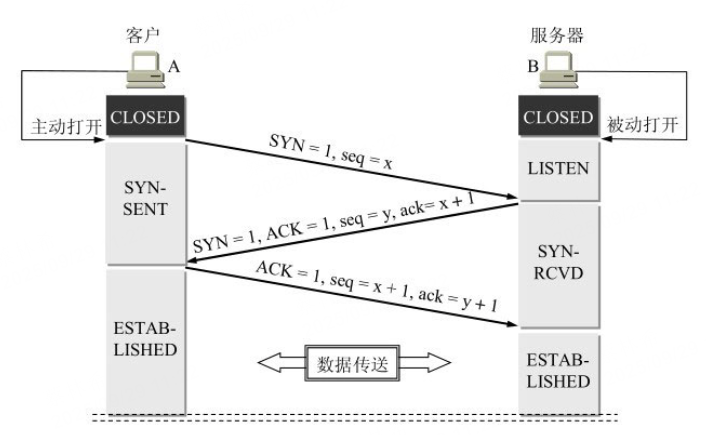 客户
服务器
A
B
CLOSED
CLOSED
主动打开
被动打开
SYN = 1, seq = x
LISTEN
SYN-
SENT
SYN = 1, ACK = 1, seq = y, ack= x + 1
SYN-
RCVD
ACK = 1, seq = x + 1, ack = y + 1
ESTAB-
LISHED
数据传送
ESTAB-
LISHED